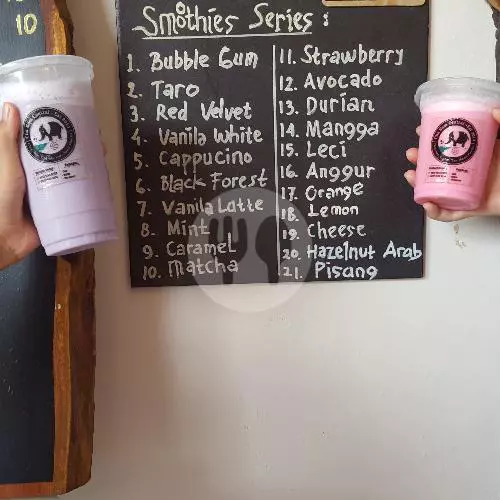 10
Smothies Series :
1. Bubble Gum
2. Taro
3. Red Velvet
4. Vanila White
5. Cappucino
6. Black Forest
7. Vanilla Latte
8. Mint
9. Caramel
10. Matcha
11. Strawberry
12. Avocado
13. Durian
14. Mangga
15. Leci
16. Anggur
17. Orange
18. Lemon
19. Cheese
20. Hazelnut Arab
21. Pisang